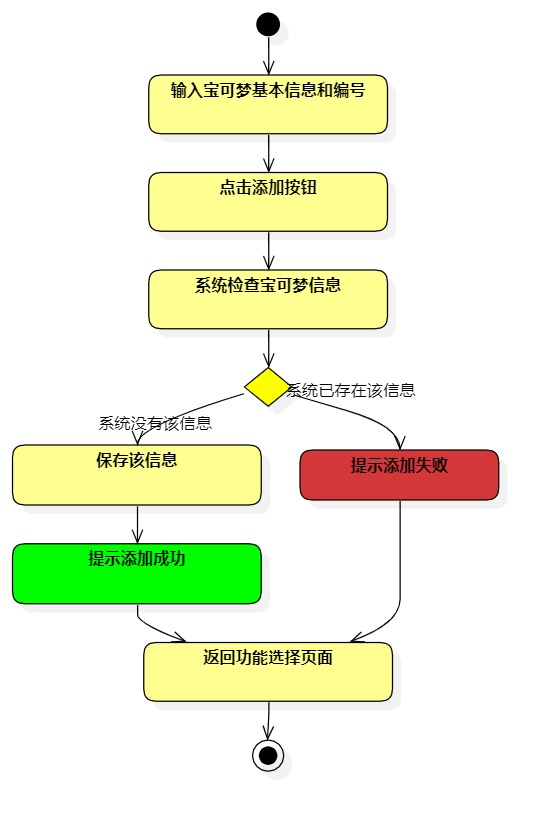 输入宝可梦基本信息和编号
点击添加按钮
系统检查宝可梦信息
系统已存在该信息
系统没有该信息
保存该信息
提示添加失败
提示添加成功
返回功能选择页面